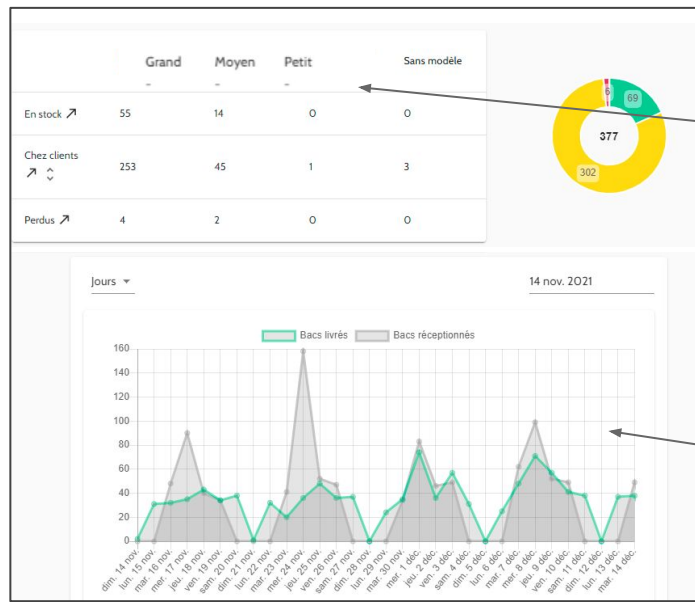 Grand Moyen Petit Sans modèle
- - -
En stock 55 14 0 0
Chez clients 253 45 1 3
Perdus 4 2 0 0
6
69
377
302
Jours
14 nov. 2021
Bacs livrés Bacs réceptionnés
160
140
120
100
80
60
40
20
0
dim. 14 nov.
lun. 15 nov.
mar. 16 nov.
mer. 17 nov.
jeu. 18 nov.
ven. 19 nov.
sam. 20 nov.
dim. 21 nov.
lun. 22 nov.
mar. 23 nov.
mer. 24 nov.
jeu. 25 nov.
ven. 26 nov.
sam. 27 nov.
dim. 28 nov.
lun. 29 nov.
mar. 30 nov.
mer. 1 déc.
jeu. 2 déc.
ven. 3 déc.
sam. 4 déc.
dim. 5 déc.
lun. 6 déc.
mar. 7 déc.
mer. 8 déc.
jeu. 9 déc.
ven. 10 déc.
sam. 11 déc.
dim. 12 déc.
lun. 13 déc.
mar. 14 déc.